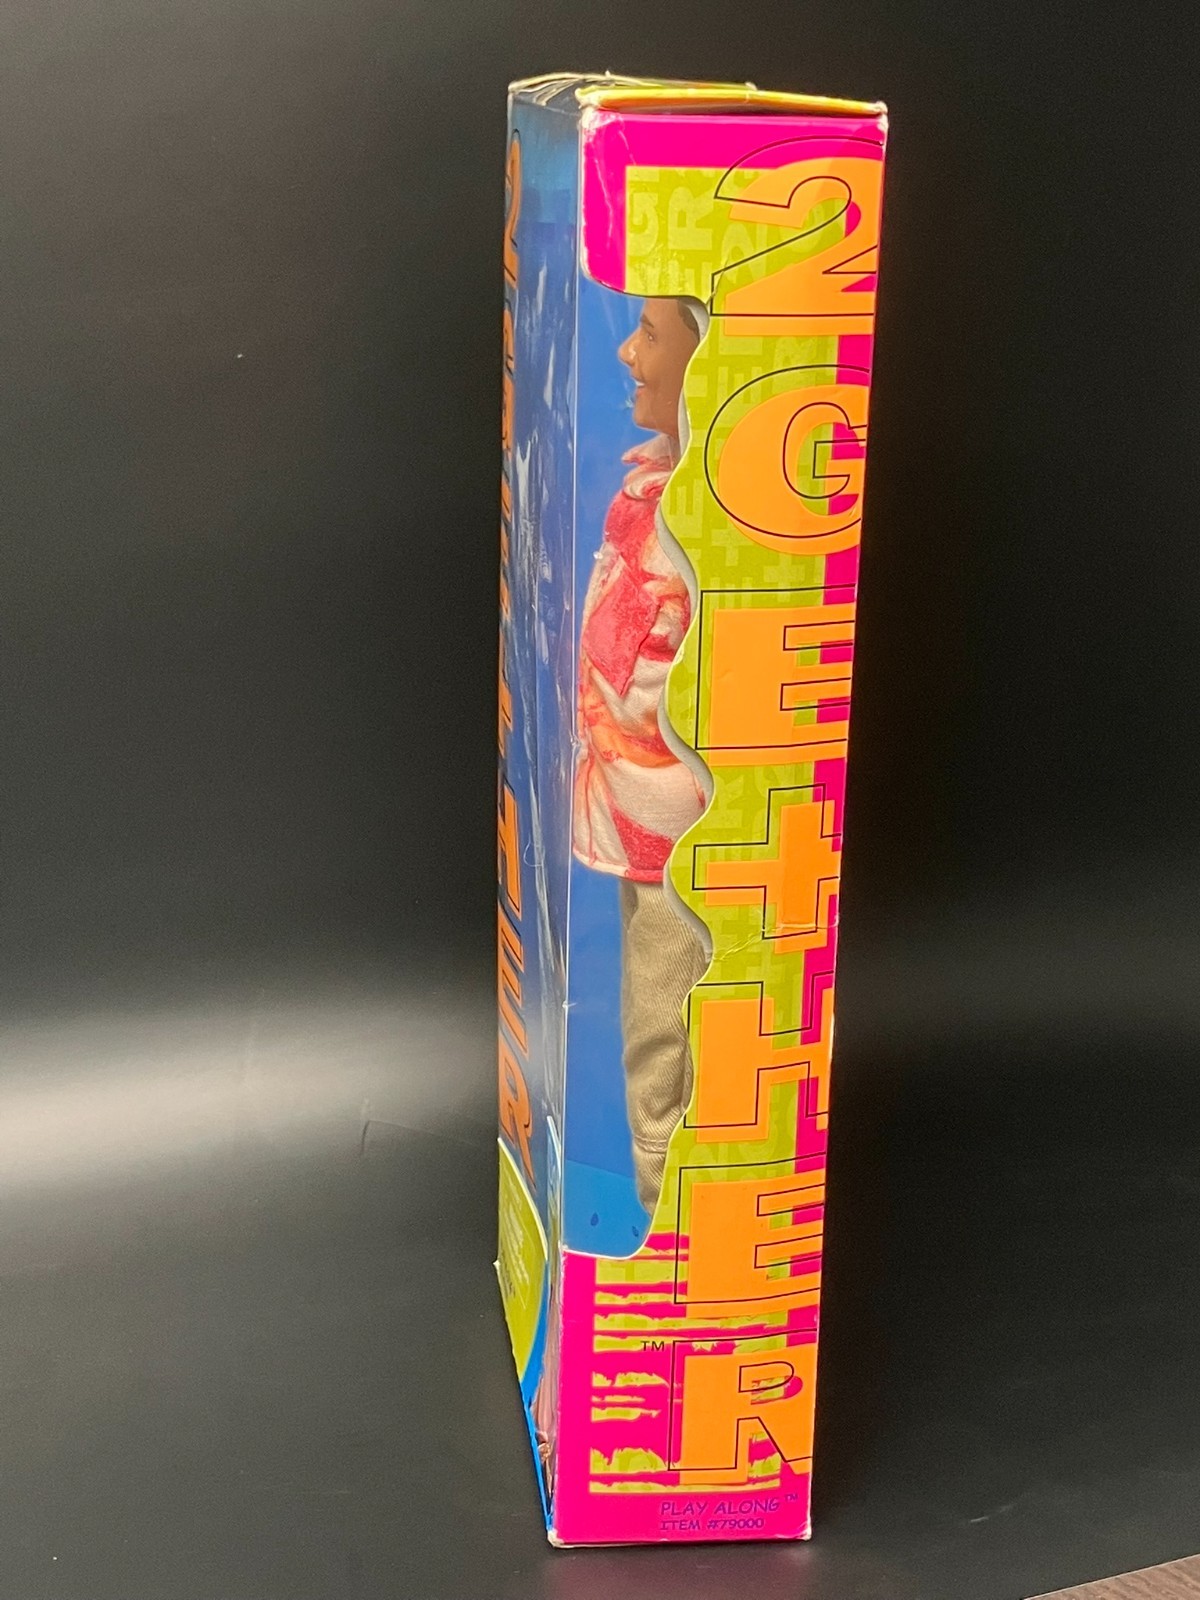 2GE+HER
™
PLAY ALONG™
ITEM #79000